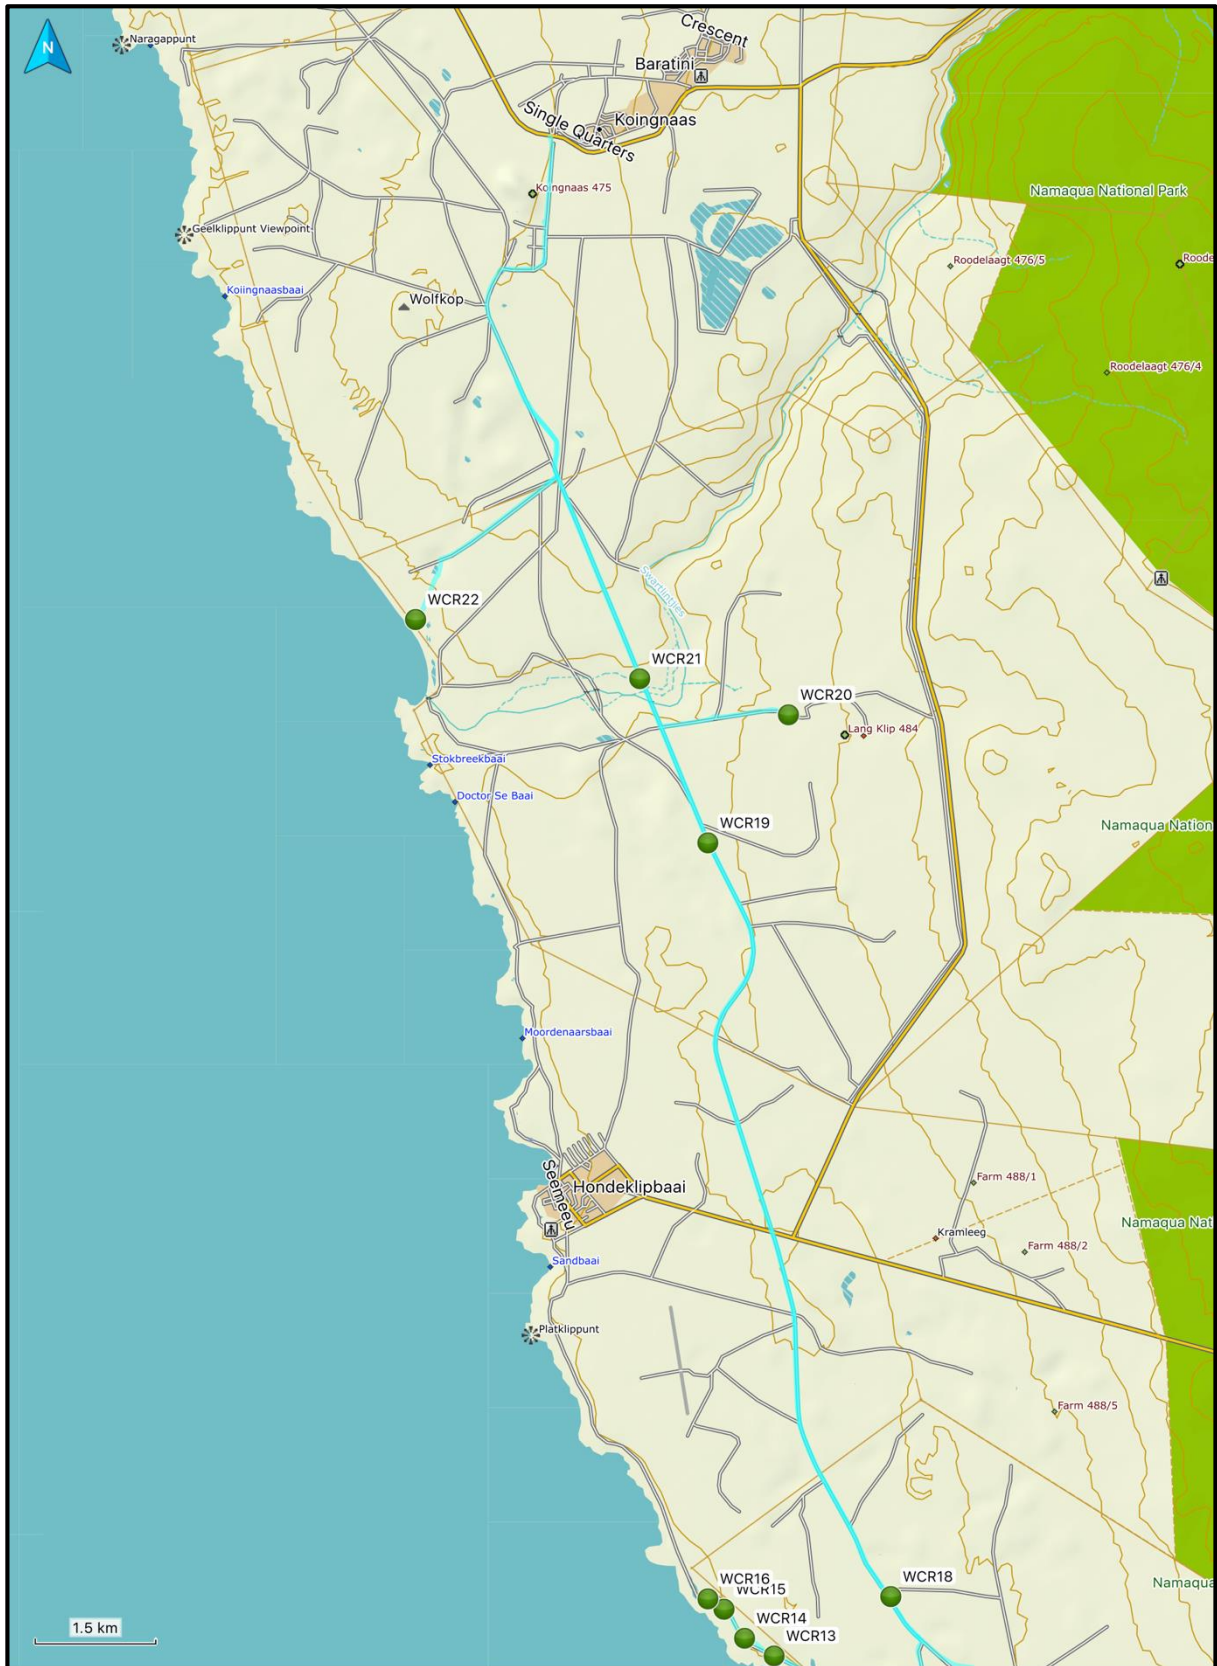 N
Naragappunt
Crescent
Baratini
Single Quarters
Koingnaas
Koingnaas 475
Namaqua National Park
Geelklippunt Viewpoint
Roodelaagt 476/5
Roode
Koiingnaasbaai
Wolfkop
Roodelaagt 476/4
Swartlintjies
WCR22
WCR21
WCR20
Lang Klip 484
Stokbreekbaai
Doctor Se Baai
WCR19
Namaqua Nation
Moordenaarsbaai
Seemeeu
Hondeklipbaai
Farm 488/1
Namaqua Nat
Kramleeg
Farm 488/2
Sandbaai
Platklippunt
Farm 488/5
WCR16
WCR15
WCR18
Namaqua
WCR14
WCR13
1.5 km